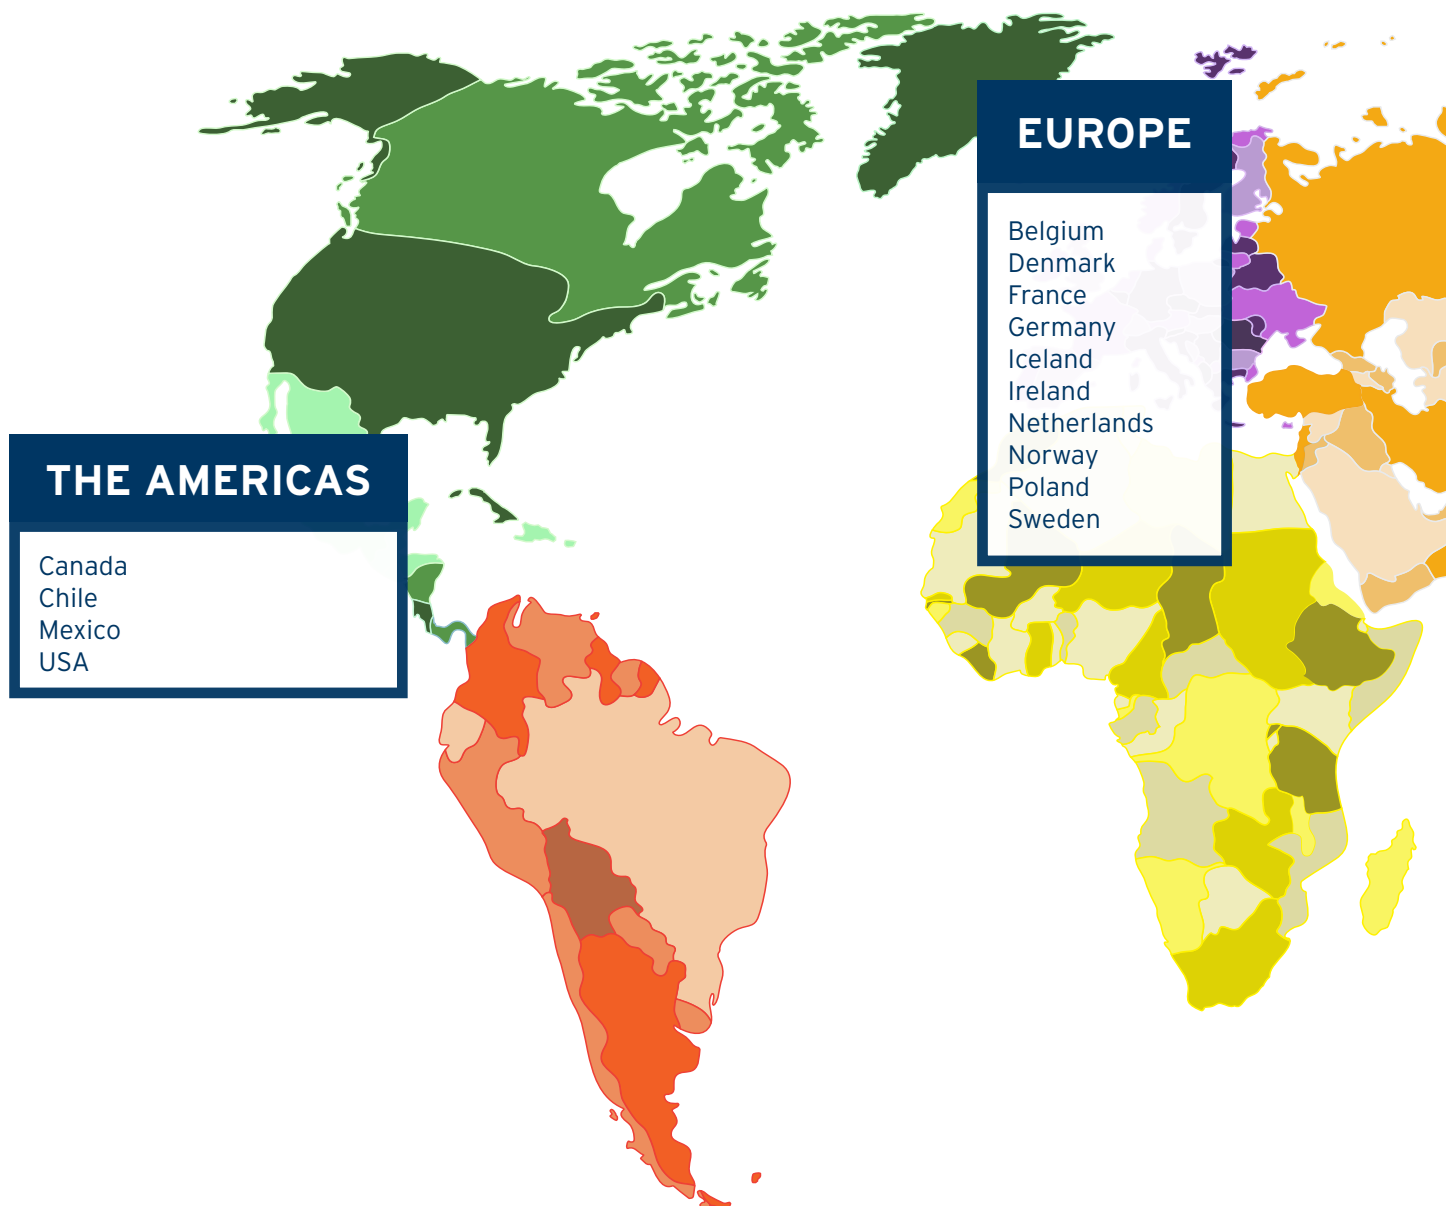 EUROPE
Belgium
Denmark
France
Germany
Iceland
Ireland
Netherlands
Norway
Poland
Sweden
THE AMERICAS
Canada
Chile
Mexico
USA